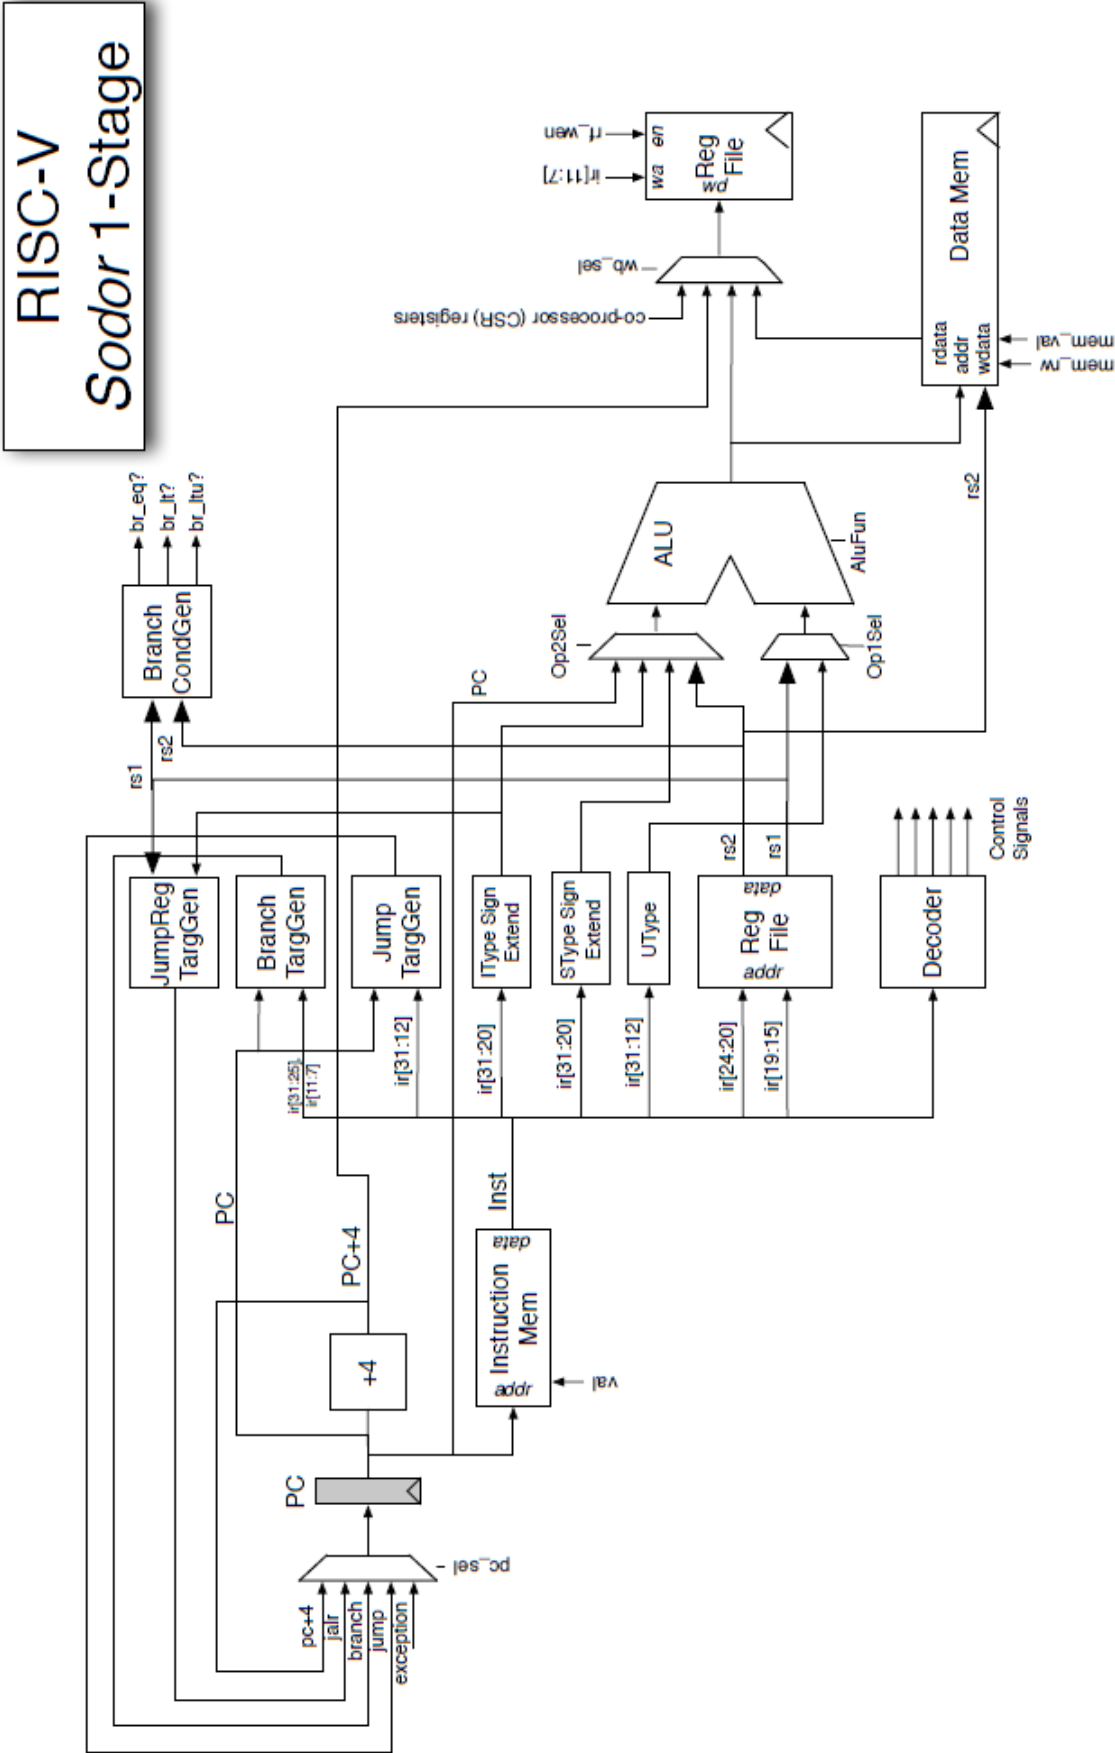 RISC-V
Sodor 1-Stage
br_eq?
br_lt?
br_ltu?
Branch
CondGen
rs1
rs2
JumpReg
TargGen
Branch
TargGen
Jump
TargGen
IType Sign
Extend
SType Sign
Extend
UType
Reg
File
addr
data
rs2
rs1
Decoder
Control
Signals
ir[31:25],
ir[11:7]
ir[31:12]
ir[31:20]
ir[31:20]
ir[31:12]
ir[24:20]
ir[19:15]
PC
PC+4
+4
PC
PC
Inst
Instruction
Mem
addr
data
val
pc_sel
pc+4
jalr
branch
jump
exception
Op2Sel
Op1Sel
ALU
AluFun
rs2
co-processor (CSR) registers
wb_sel
ir[11:7]
rf_wen
wa en
Reg
File
wd
Data Mem
rdata
addr
wdata
mem_rw
mem_val